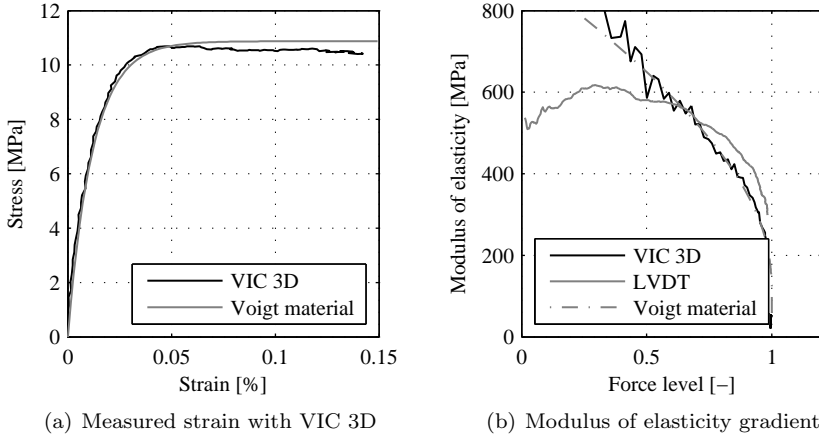 12
10
8
6
4
2
0
0
0.05
0.1
0.15
Stress [MPa]
Strain [%]
VIC 3D
Voigt material
(a) Measured strain with VIC 3D
800
600
400
200
0
0
0.5
1
Modulus of elasticity [MPa]
Force level [−]
VIC 3D
LVDT
Voigt material
(b) Modulus of elasticity gradient